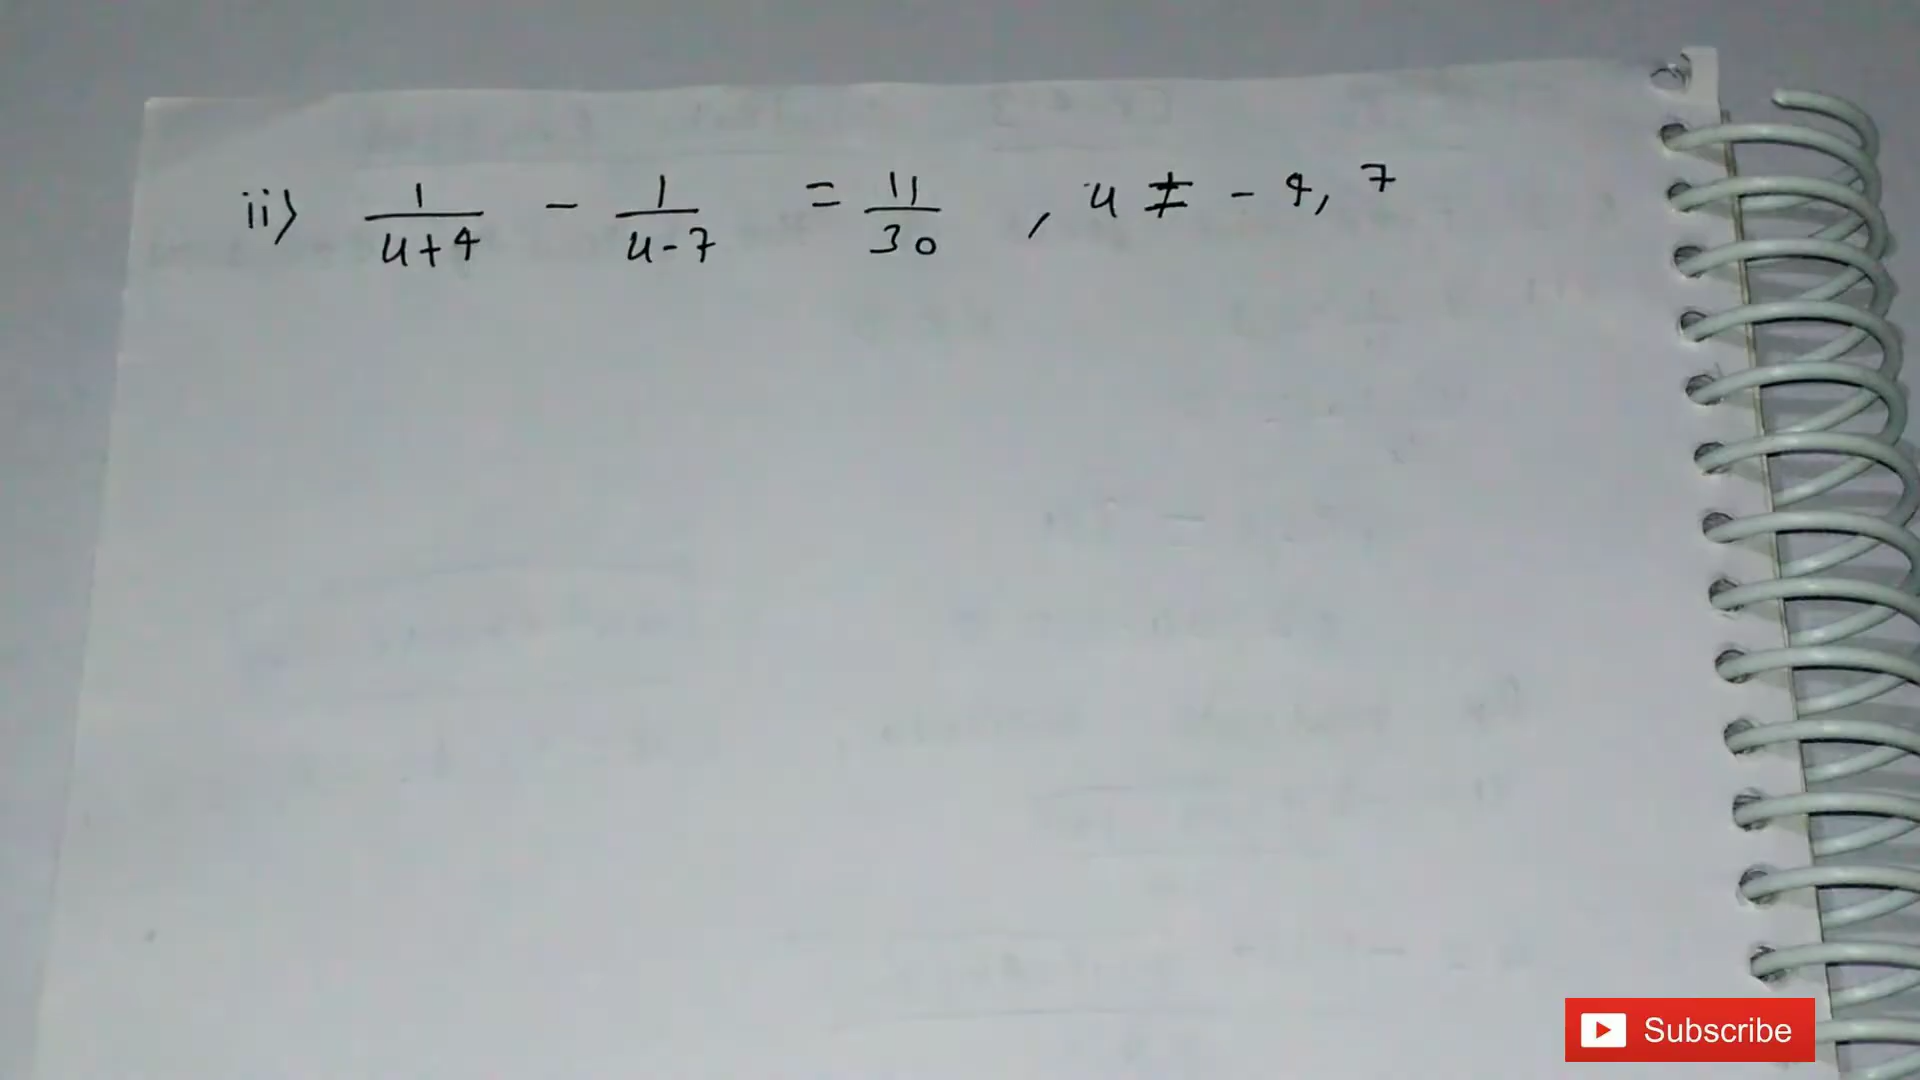 ii) 1/(x+4) - 1/(x-7) = 11/30 , x ≠ - 4, 7
Subscribe